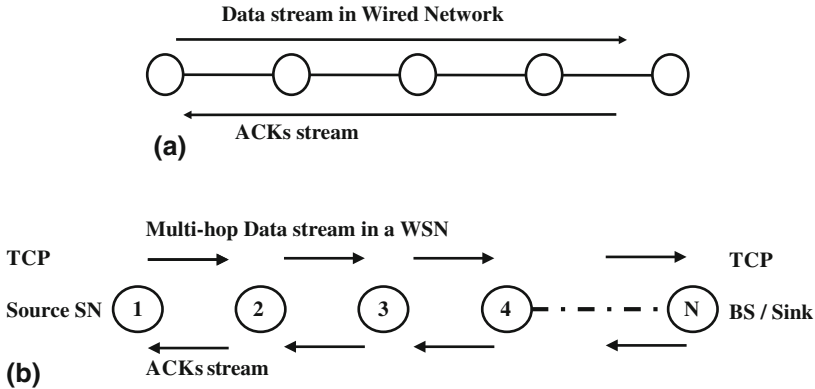 Data stream in Wired Network
ACKs stream
(a)
Multi-hop Data stream in a WSN
TCP
TCP
Source SN
1
2
3
4
N
BS / Sink
ACKs stream
(b)